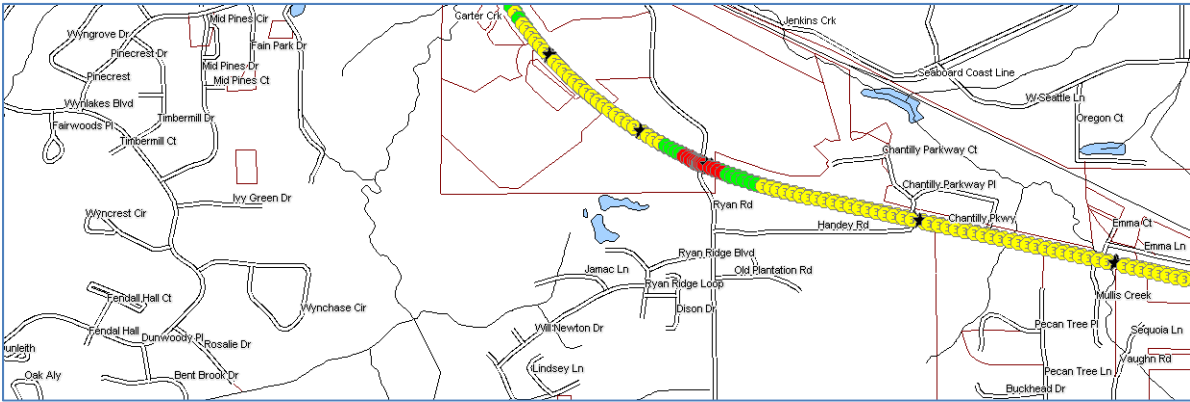 Mid Pines Cir
Garter Crk
Jenkins Crk
Wyngrove Dr
Fain Park Dr
Pinecrest Dr
Mid Pines Dr
Pinecrest
Mid Pines Ct
Seaboard Coast Line
Wynlakes Blvd
W Seattle Ln
Timbermill Dr
Oregon Ct
Fairwoods Pl
Timbermill Ct
Chantilly Parkway Ct
Chantilly Parkway Pl
Ivy Green Dr
Ryan Rd
Wyncrest Cir
Chantilly Pkwy
Handey Rd
Emma Ct
Emma Ln
Ryan Ridge Blvd
Jamac Ln
Old Plantation Rd
Ryan Ridge Loop
Fendall Hall Ct
Mullis Creek
Wynchase Cir
Dison Dr
Pecan Tree Pl
Fendal Hall
Will Newton Dr
Sequoia Ln
Dunwoody Pl
Rosalie Dr
Dunleith
Vaughn Rd
Lindsey Ln
Pecan Tree Ln
Oak Aly
Bent Brook Dr
Buckhead Dr